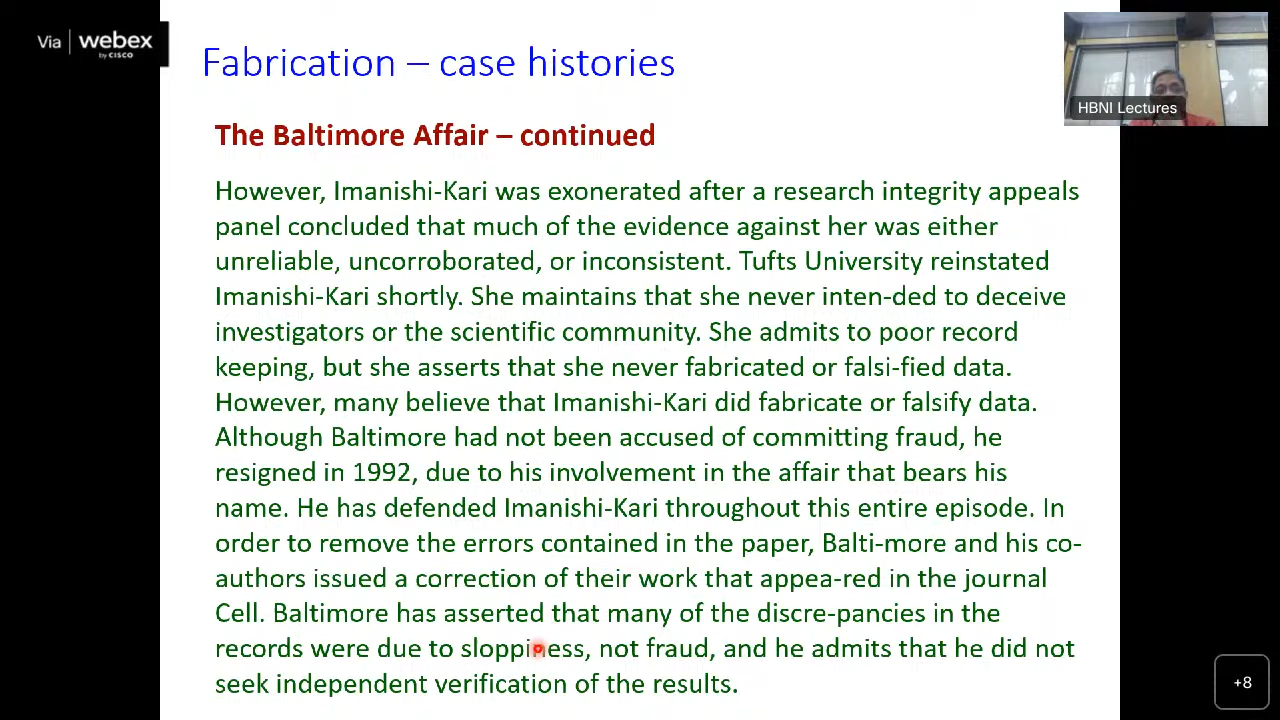 Via webex
by CISCO
Fabrication – case histories
HBNI Lectures
The Baltimore Affair – continued
However, Imanishi-Kari was exonerated after a research integrity appeals
panel concluded that much of the evidence against her was either
unreliable, uncorroborated, or inconsistent. Tufts University reinstated
Imanishi-Kari shortly. She maintains that she never inten-ded to deceive
investigators or the scientific community. She admits to poor record
keeping, but she asserts that she never fabricated or falsi-fied data.
However, many believe that Imanishi-Kari did fabricate or falsify data.
Although Baltimore had not been accused of committing fraud, he
resigned in 1992, due to his involvement in the affair that bears his
name. He has defended Imanishi-Kari throughout this entire episode. In
order to remove the errors contained in the paper, Balti-more and his co-
authors issued a correction of their work that appea-red in the journal
Cell. Baltimore has asserted that many of the discre-pancies in the
records were due to sloppiness, not fraud, and he admits that he did not
seek independent verification of the results.
+8